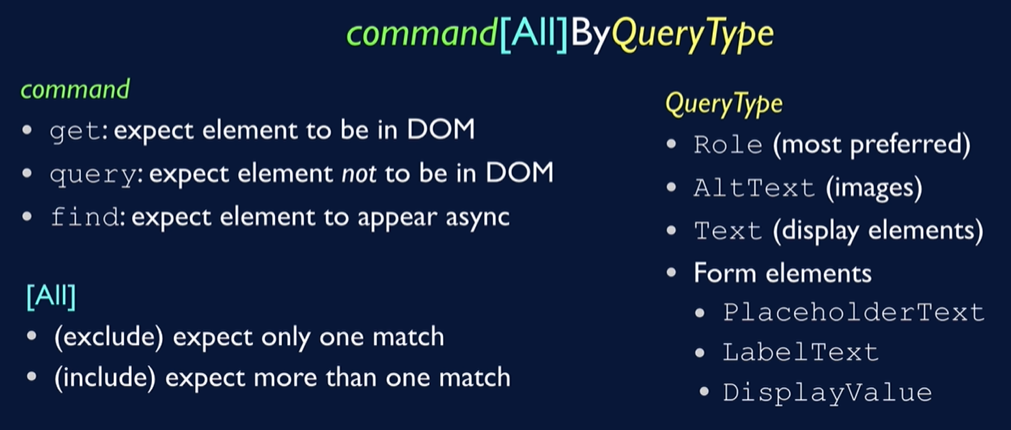 command[All]ByQueryType
command
• get: expect element to be in DOM
• query: expect element not to be in DOM
• find: expect element to appear async
[All]
• (exclude) expect only one match
• (include) expect more than one match
QueryType
• Role (most preferred)
• AltText (images)
• Text (display elements)
• Form elements
• PlaceholderText
• LabelText
• DisplayValue